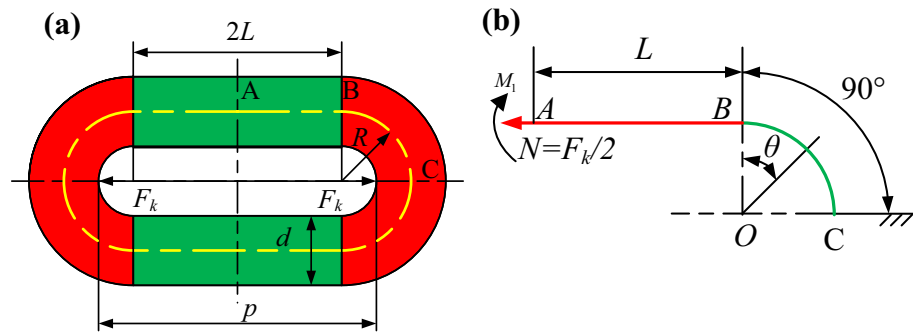 (a)
2L
A
B
R
C
F_k
F_k
d
p
(b)
L
90°
M_1
A
B
N=F_k/2
θ
O
C